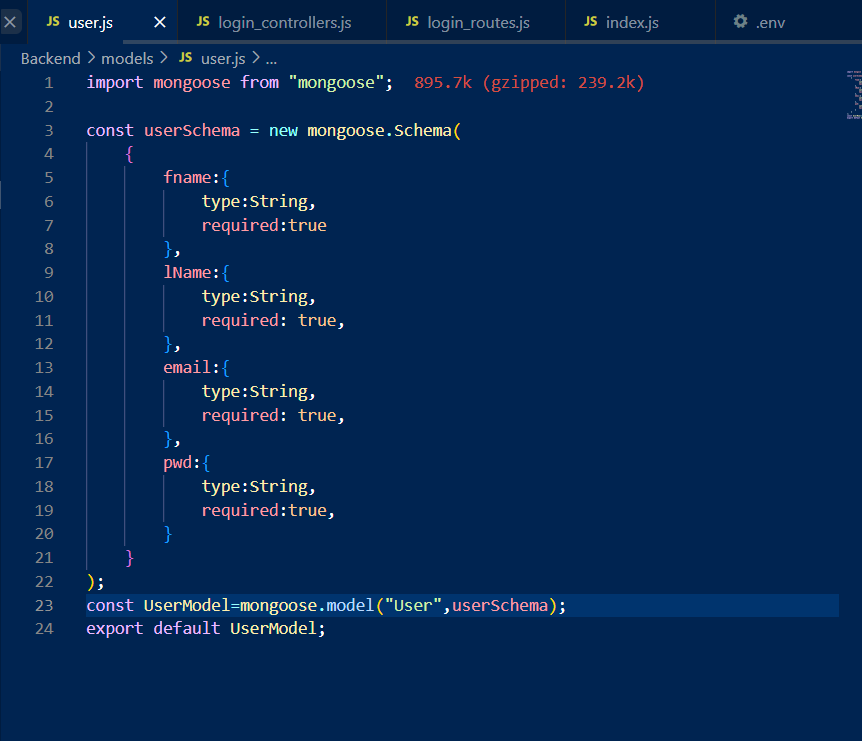 JS user.js
JS login_controllers.js
JS login_routes.js
JS index.js
.env
Backend > models > JS user.js > ...
1 import mongoose from "mongoose"; 895.7k (gzipped: 239.2k)
2
3 const userSchema = new mongoose.Schema(
4 {
5 fname:{
6 type:String,
7 required:true
8 },
9 lName:{
10 type:String,
11 required: true,
12 },
13 email:{
14 type:String,
15 required: true,
16 },
17 pwd:{
18 type:String,
19 required:true,
20 }
21 }
22 );
23 const UserModel=mongoose.model("User",userSchema);
24 export default UserModel;